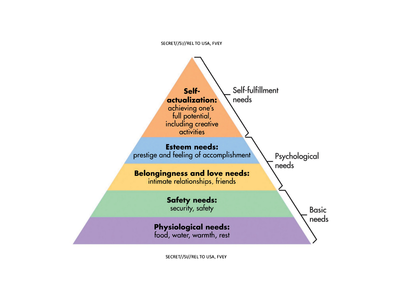 SECRET//SI//REL TO USA, FVEY
Self-
actualization:
achieving one's
full potential,
including creative
activities
Self-fulfillment
needs
Esteem needs:
prestige and feeling of accomplishment
Psychological
needs
Belongingness and love needs:
intimate relationships, friends
Safety needs:
security, safety
Basic
needs
Physiological needs:
food, water, warmth, rest
SECRET//SI//REL TO USA, FVEY